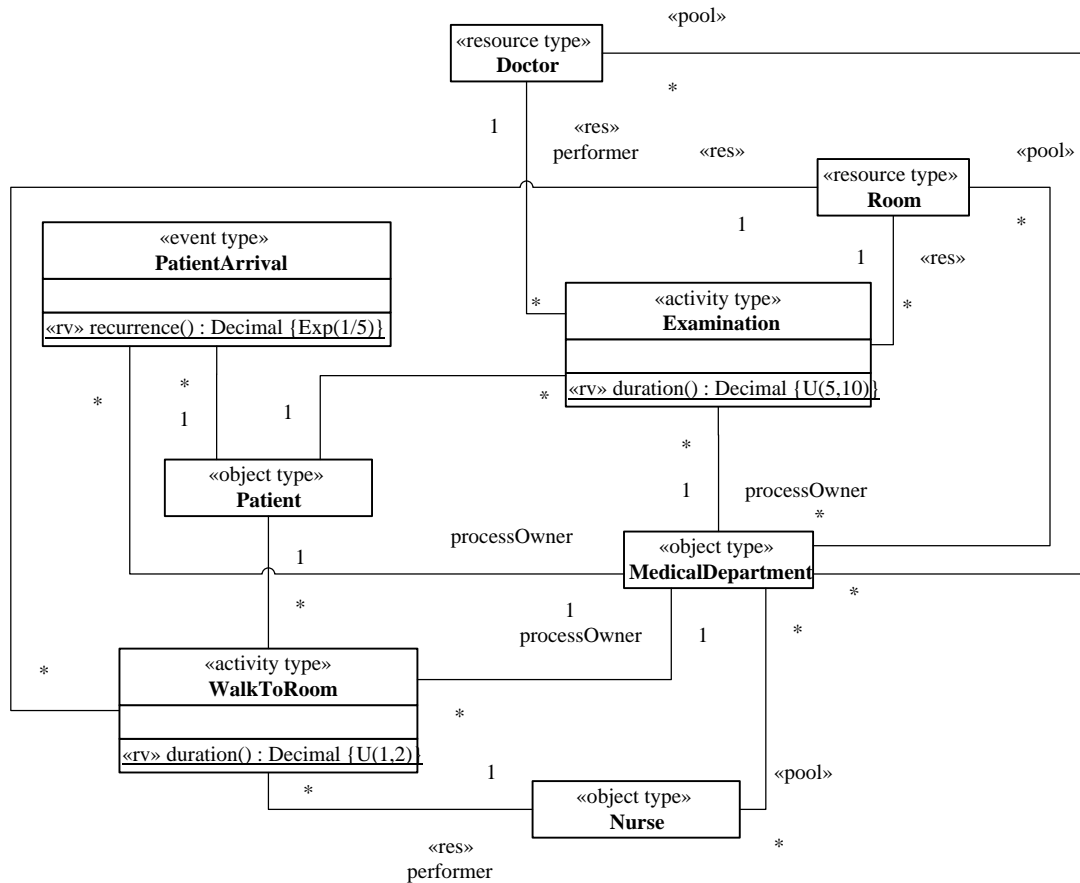 «pool»
«resource type»
Doctor
*
1
«res»
performer
«res»
«pool»
«resource type»
Room
*
1
1
«res»
«event type»
PatientArrival
«rv» recurrence() : Decimal {Exp(1/5)}
*
*
«activity type»
Examination
«rv» duration() : Decimal {U(5,10)}
*
*
1
1
*
*
«object type»
Patient
1
processOwner
*
processOwner
«object type»
MedicalDepartment
1
*
*
1
processOwner
1
*
«activity type»
WalkToRoom
«rv» duration() : Decimal {U(1,2)}
*
*
1
«pool»
*
«object type»
Nurse
*
«res»
performer